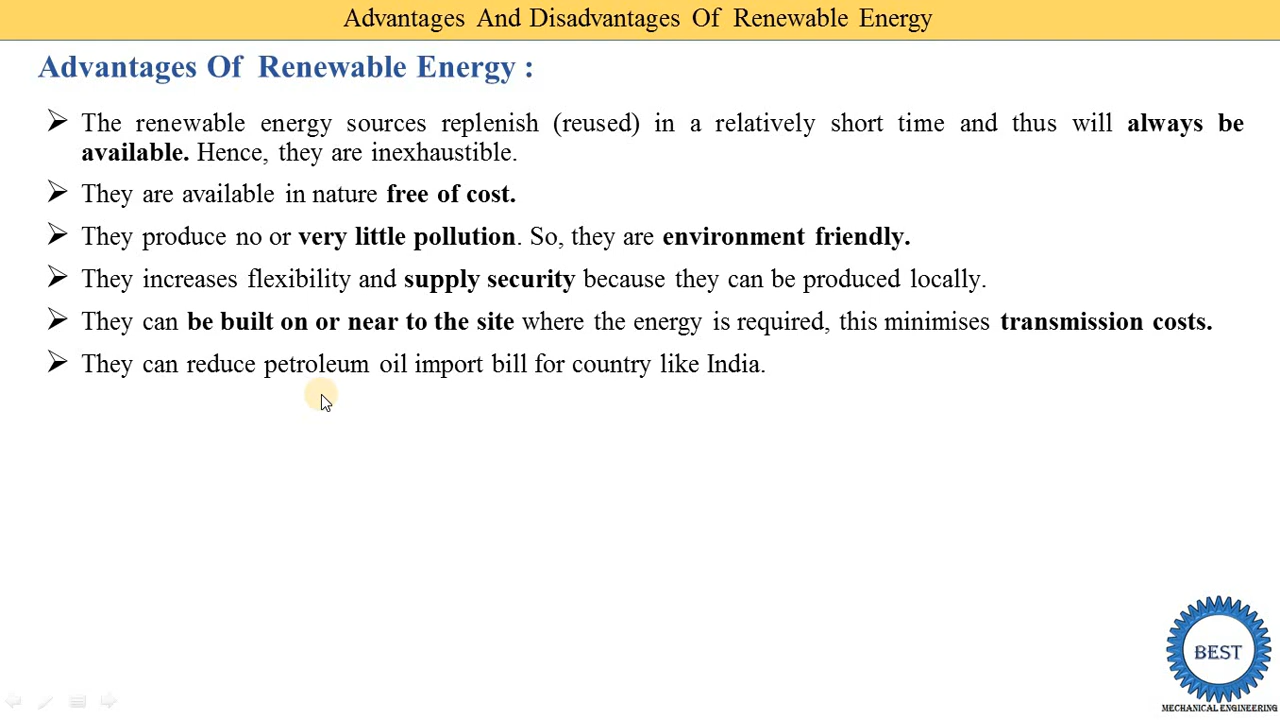 Advantages And Disadvantages Of Renewable Energy
Advantages Of Renewable Energy :
➢ The renewable energy sources replenish (reused) in a relatively short time and thus will always be
available. Hence, they are inexhaustible.
➢ They are available in nature free of cost.
➢ They produce no or very little pollution. So, they are environment friendly.
➢ They increases flexibility and supply security because they can be produced locally.
➢ They can be built on or near to the site where the energy is required, this minimises transmission costs.
➢ They can reduce petroleum oil import bill for country like India.
BEST
MECHANICAL ENGINEERING